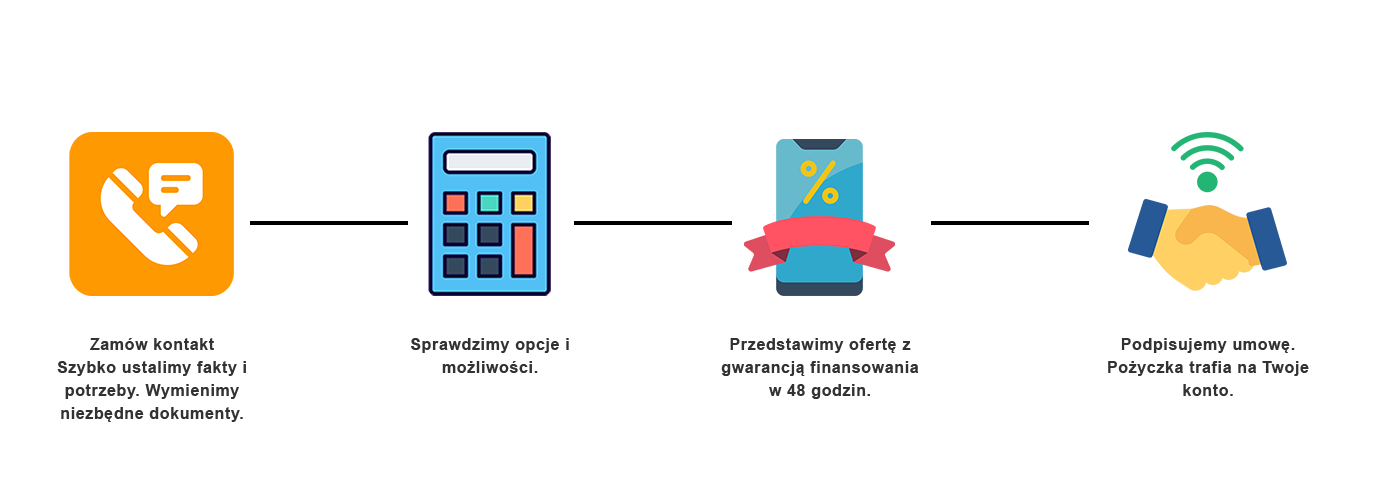 Zamów kontakt
Szybko ustalimy fakty i
potrzeby. Wymienimy
niezbędne dokumenty.
Sprawdzimy opcje i
możliwości.
Przedstawimy ofertę z
gwarancją finansowania
w 48 godzin.
Podpisujemy umowę.
Pożyczka trafia na Twoje
konto.